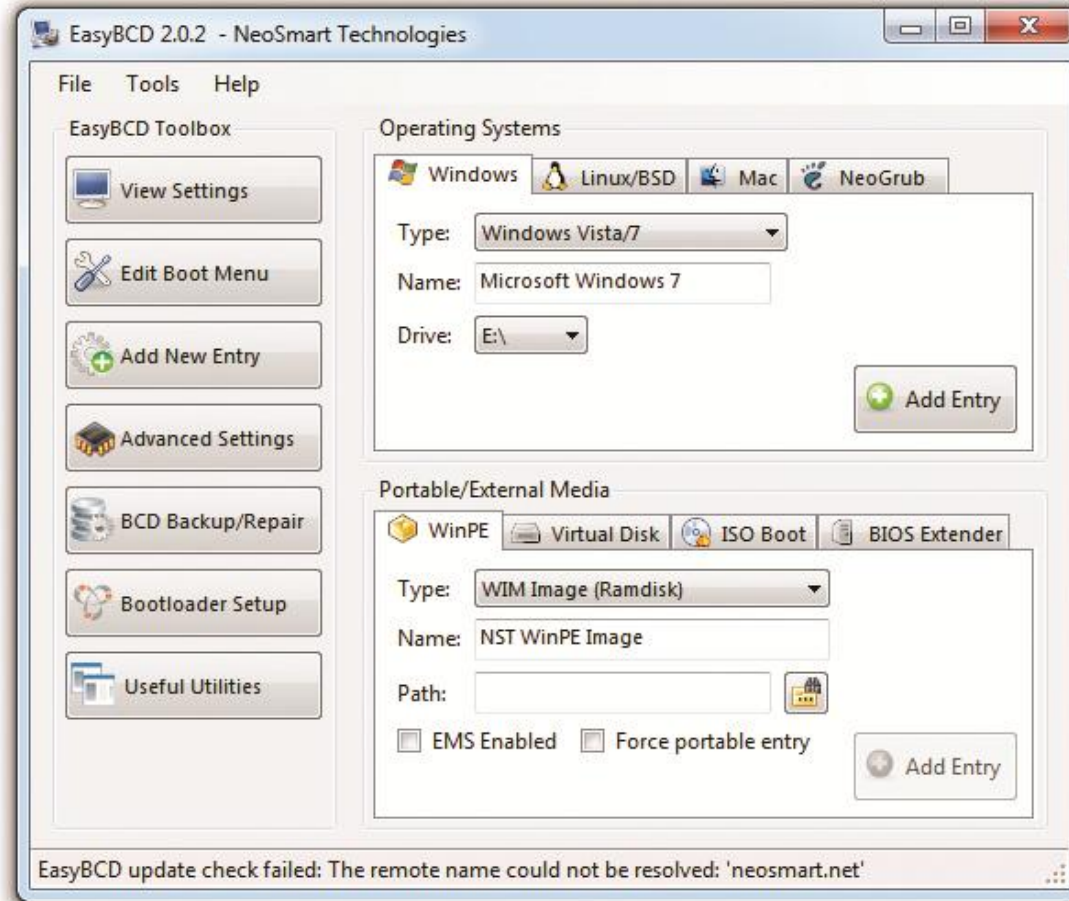 EasyBCD 2.0.2 - NeoSmart Technologies
File Tools Help
EasyBCD Toolbox
View Settings
Edit Boot Menu
Add New Entry
Advanced Settings
BCD Backup/Repair
Bootloader Setup
Useful Utilities
Operating Systems
Windows Linux/BSD Mac NeoGrub
Type: Windows Vista/7
Name: Microsoft Windows 7
Drive: E:\
Add Entry
Portable/External Media
WinPE Virtual Disk ISO Boot BIOS Extender
Type: WIM Image (Ramdisk)
Name: NST WinPE Image
Path:
EMS Enabled Force portable entry
Add Entry
EasyBCD update check failed: The remote name could not be resolved: 'neosmart.net'